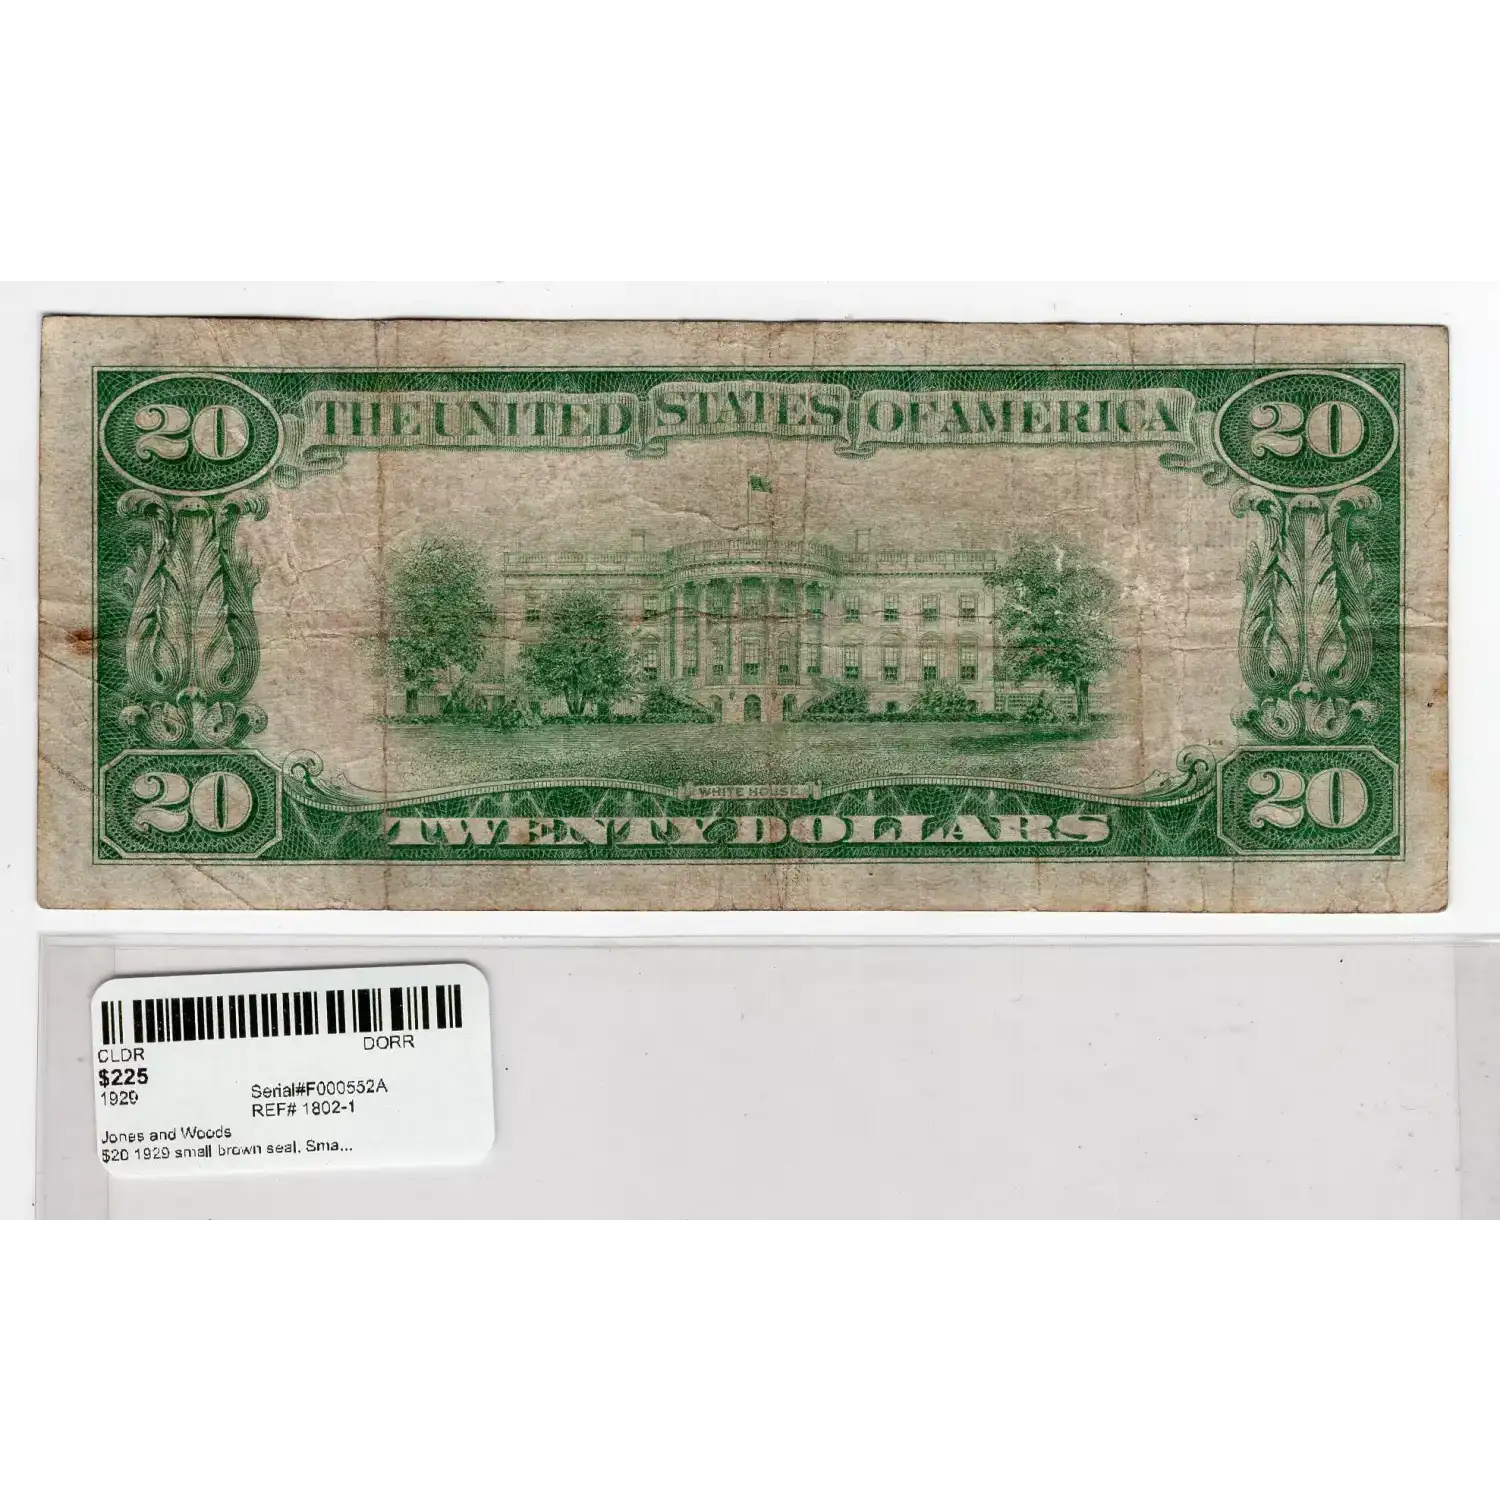 20 THE UNITED STATES OF AMERICA 20
144
WHITE HOUSE
20 TWENTY DOLLARS 20
CLDR DORR
$225
1929 Serial#F000552A
REF# 1802-1
Jones and Woods
$20 1929 small brown seal. Sma...